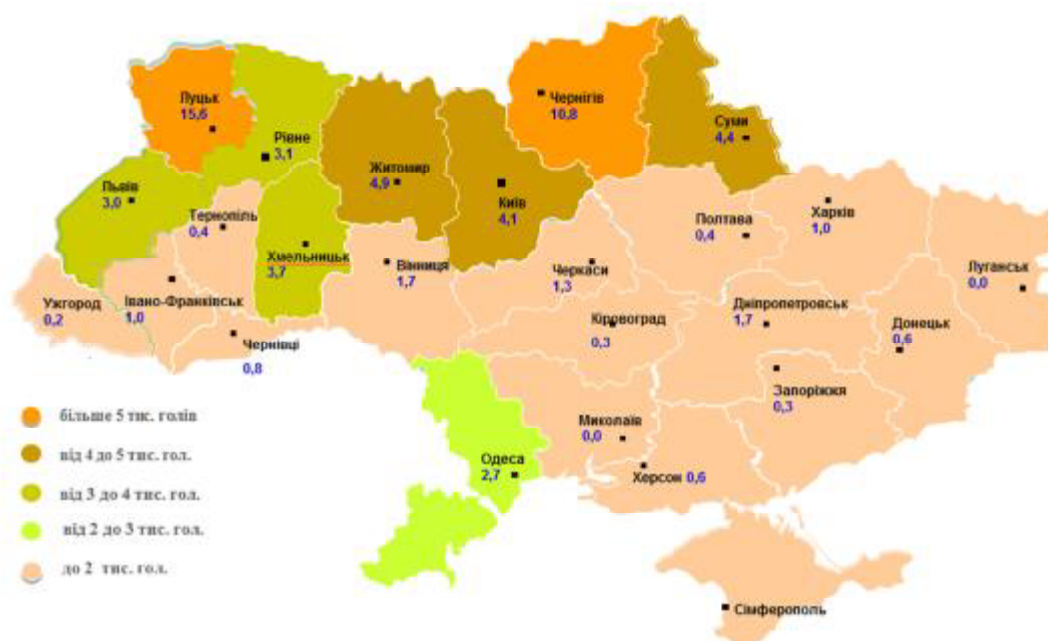 Луцьк
15,6
Рівне
3,1
Житомир
4,9
Київ
4,1
Чернігів
10,8
Суми
4,4
Львів
3,0
Тернопіль
0,4
Хмельницьк
3,7
Вінниця
1,7
Черкаси
1,3
Полтава
0,4
Харків
1,0
Луганськ
0,0
Ужгород
0,2
Івано-Франківськ
1,0
Чернівці
0,8
Кіровоград
0,3
Дніпропетровськ
1,7
Донецьк
0,6
Запоріжжя
0,3
Миколаїв
0,0
Одеса
2,7
Херсон 0,6
Сімферополь
більше 5 тис. голів
від 4 до 5 тис. гол.
від 3 до 4 тис. гол.
від 2 до 3 тис. гол.
до 2 тис. гол.